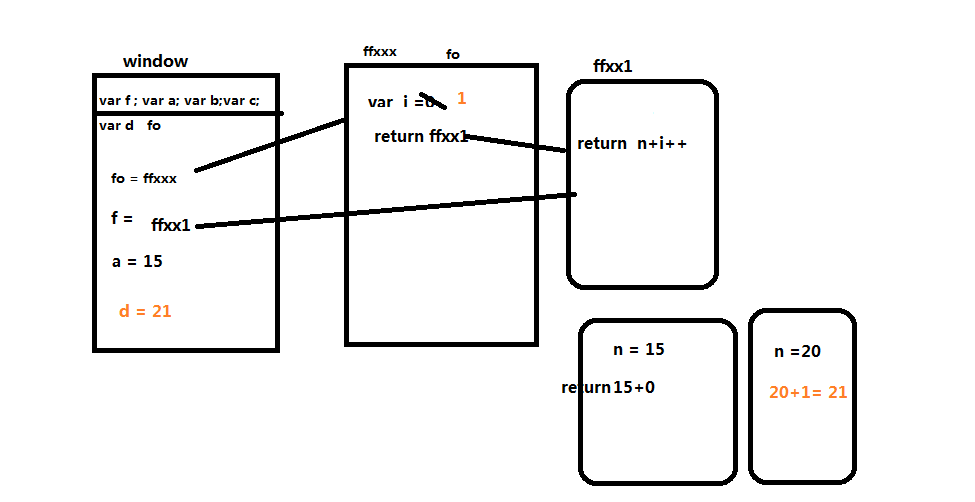 window
var f ; var a; var b;var c;
var d fo
fo = ffxxx
f = ffxx1
a = 15
d = 21
ffxxx fo
var i =0 1
return ffxx1
ffxx1
return n+i++
n = 15
return15+0
n =20
20+1= 21